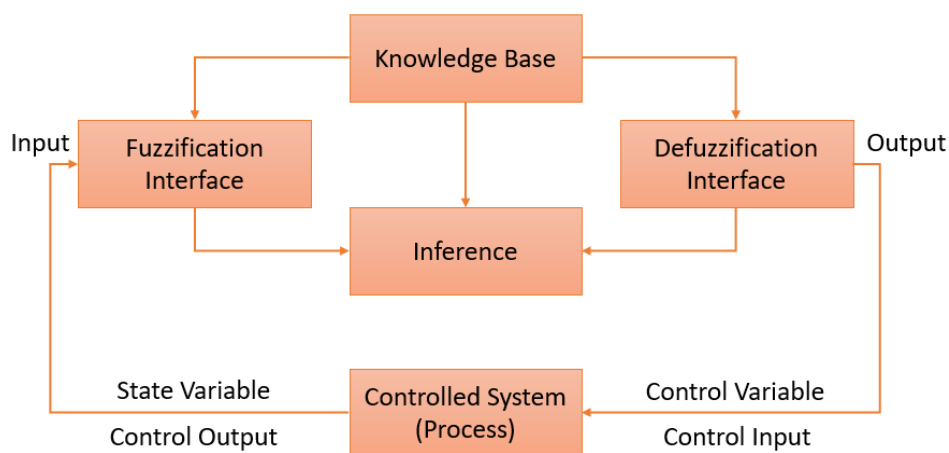 Knowledge Base
Input
Fuzzification
Interface
Defuzzification
Interface
Output
Inference
State Variable
Control Output
Controlled System
(Process)
Control Variable
Control Input